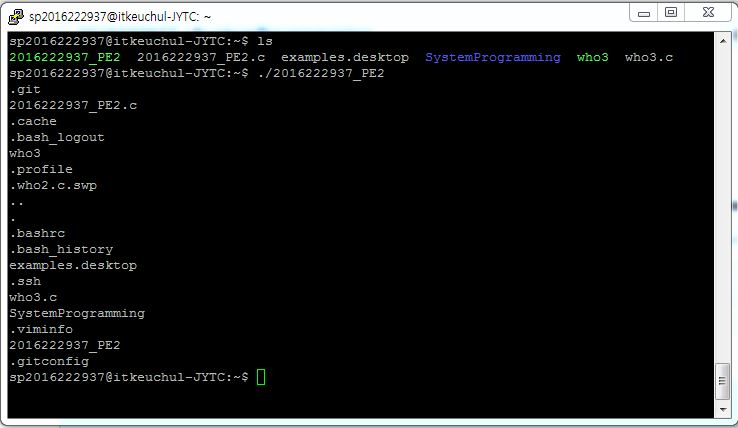 sp2016222937@itkeuchul-JYTC: ~
sp2016222937@itkeuchul-JYTC:~$ ls
2016222937_PE2  2016222937_PE2.c  examples.desktop  SystemProgramming  who3  who3.c
sp2016222937@itkeuchul-JYTC:~$ ./2016222937_PE2
.git
2016222937_PE2.c
.cache
.bash_logout
who3
.profile
.who2.c.swp
..
.
.bashrc
.bash_history
examples.desktop
.ssh
who3.c
SystemProgramming
.viminfo
2016222937_PE2
.gitconfig
sp2016222937@itkeuchul-JYTC:~$